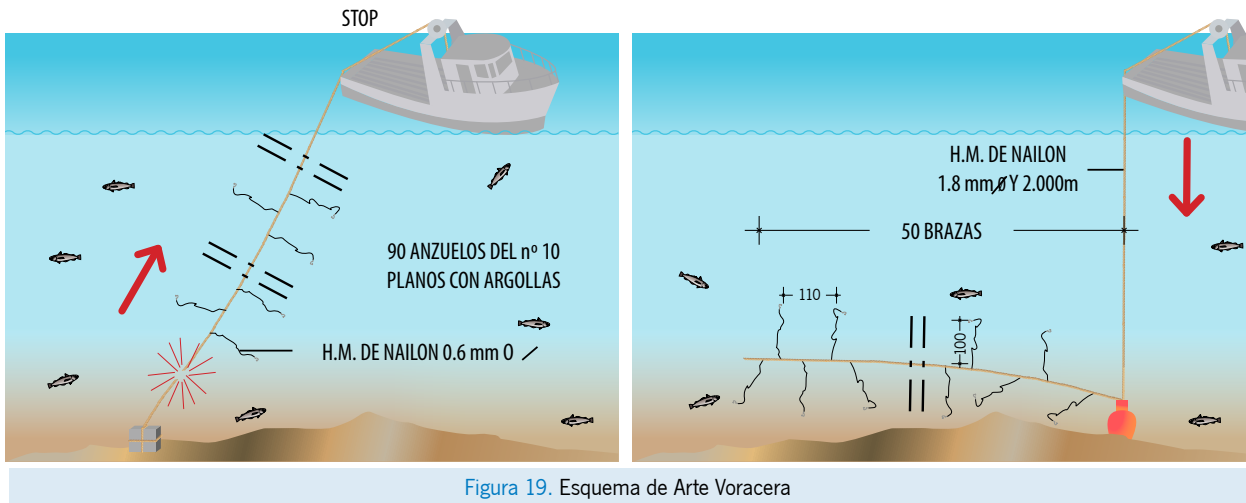 STOP
90 ANZUELOS DEL nº 10
PLANOS CON ARGOLLAS
H.M. DE NAILON 0.6 mm O
H.M. DE NAILON
1.8 mm Ø Y 2.000m
50 BRAZAS
110
100
Figura 19. Esquema de Arte Voracera